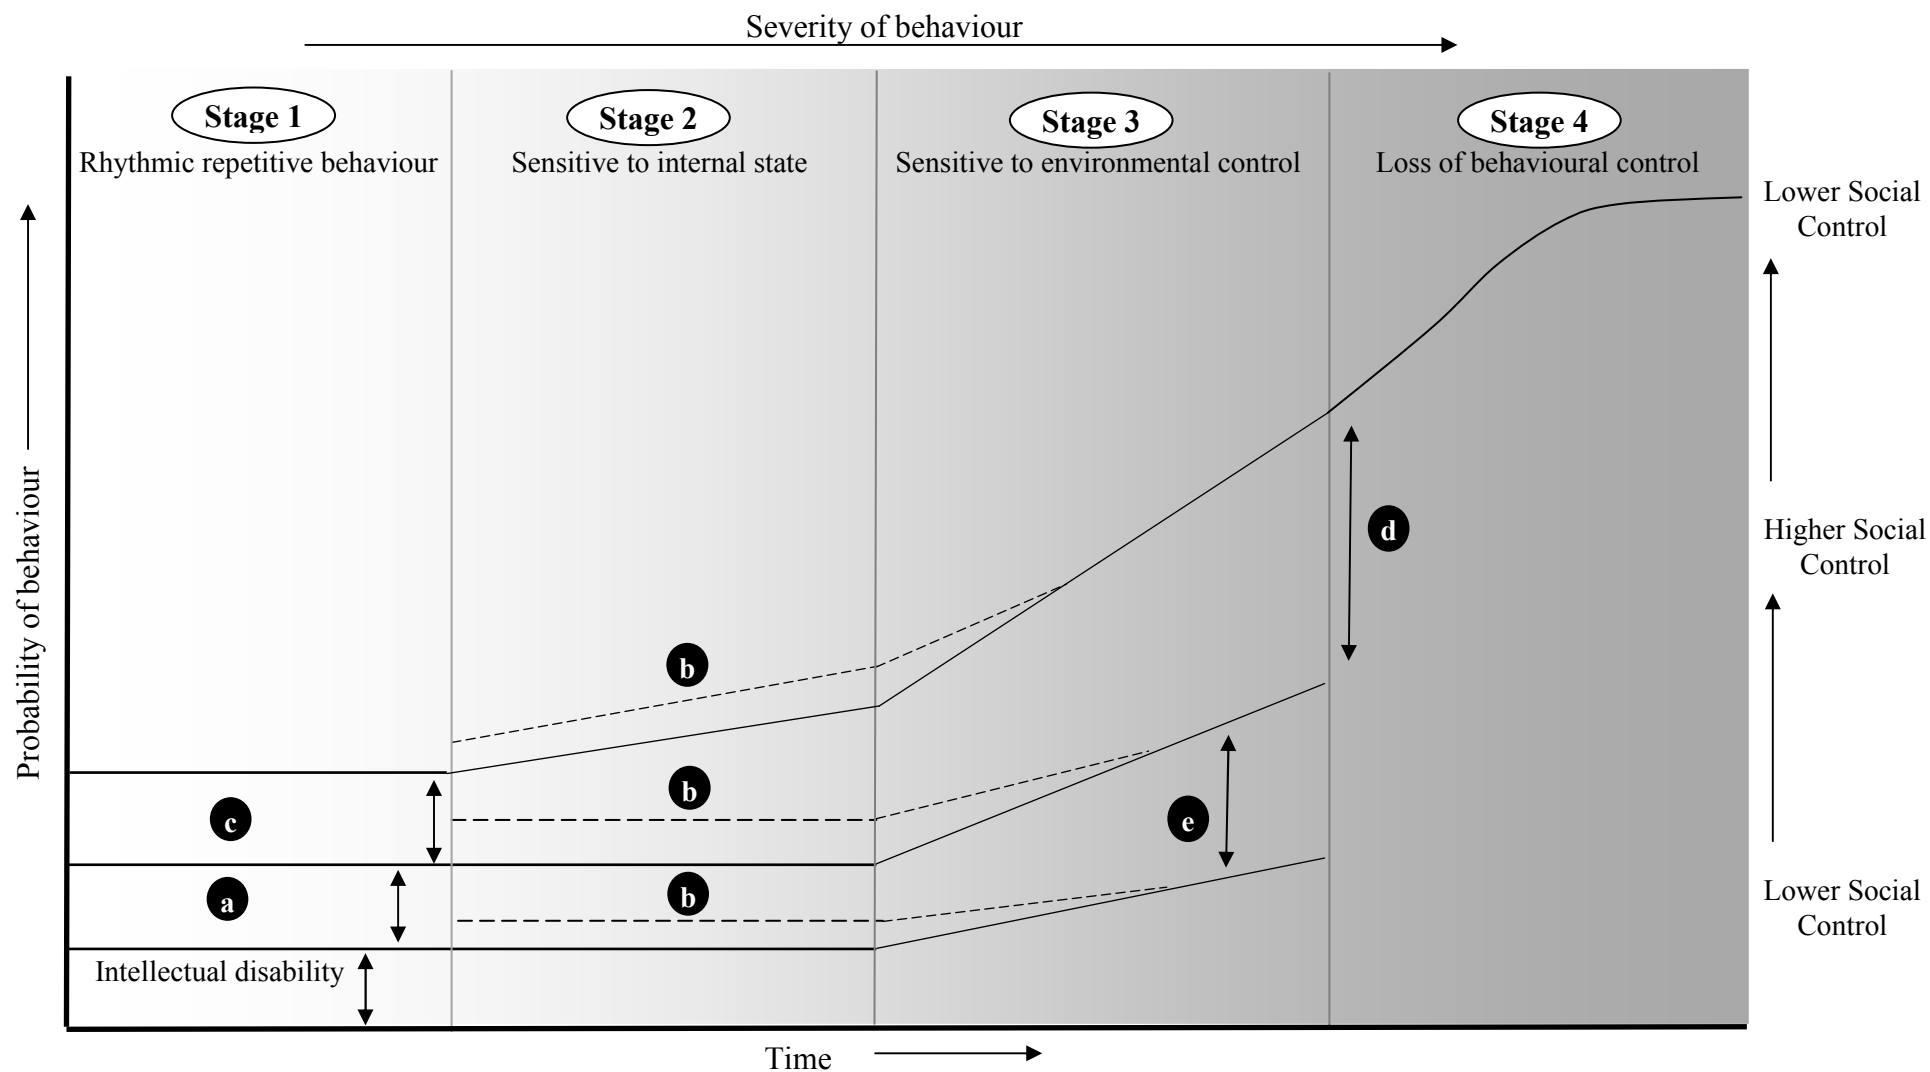 Severity of behaviour
Stage 1
Rhythmic repetitive behaviour
Stage 2
Sensitive to internal state
Stage 3
Sensitive to environmental control
Stage 4
Loss of behavioural control
Probability of behaviour
Lower Social
Control
Higher Social
Control
Lower Social
Control
d
b
b
b
c
a
e
Intellectual disability
Time